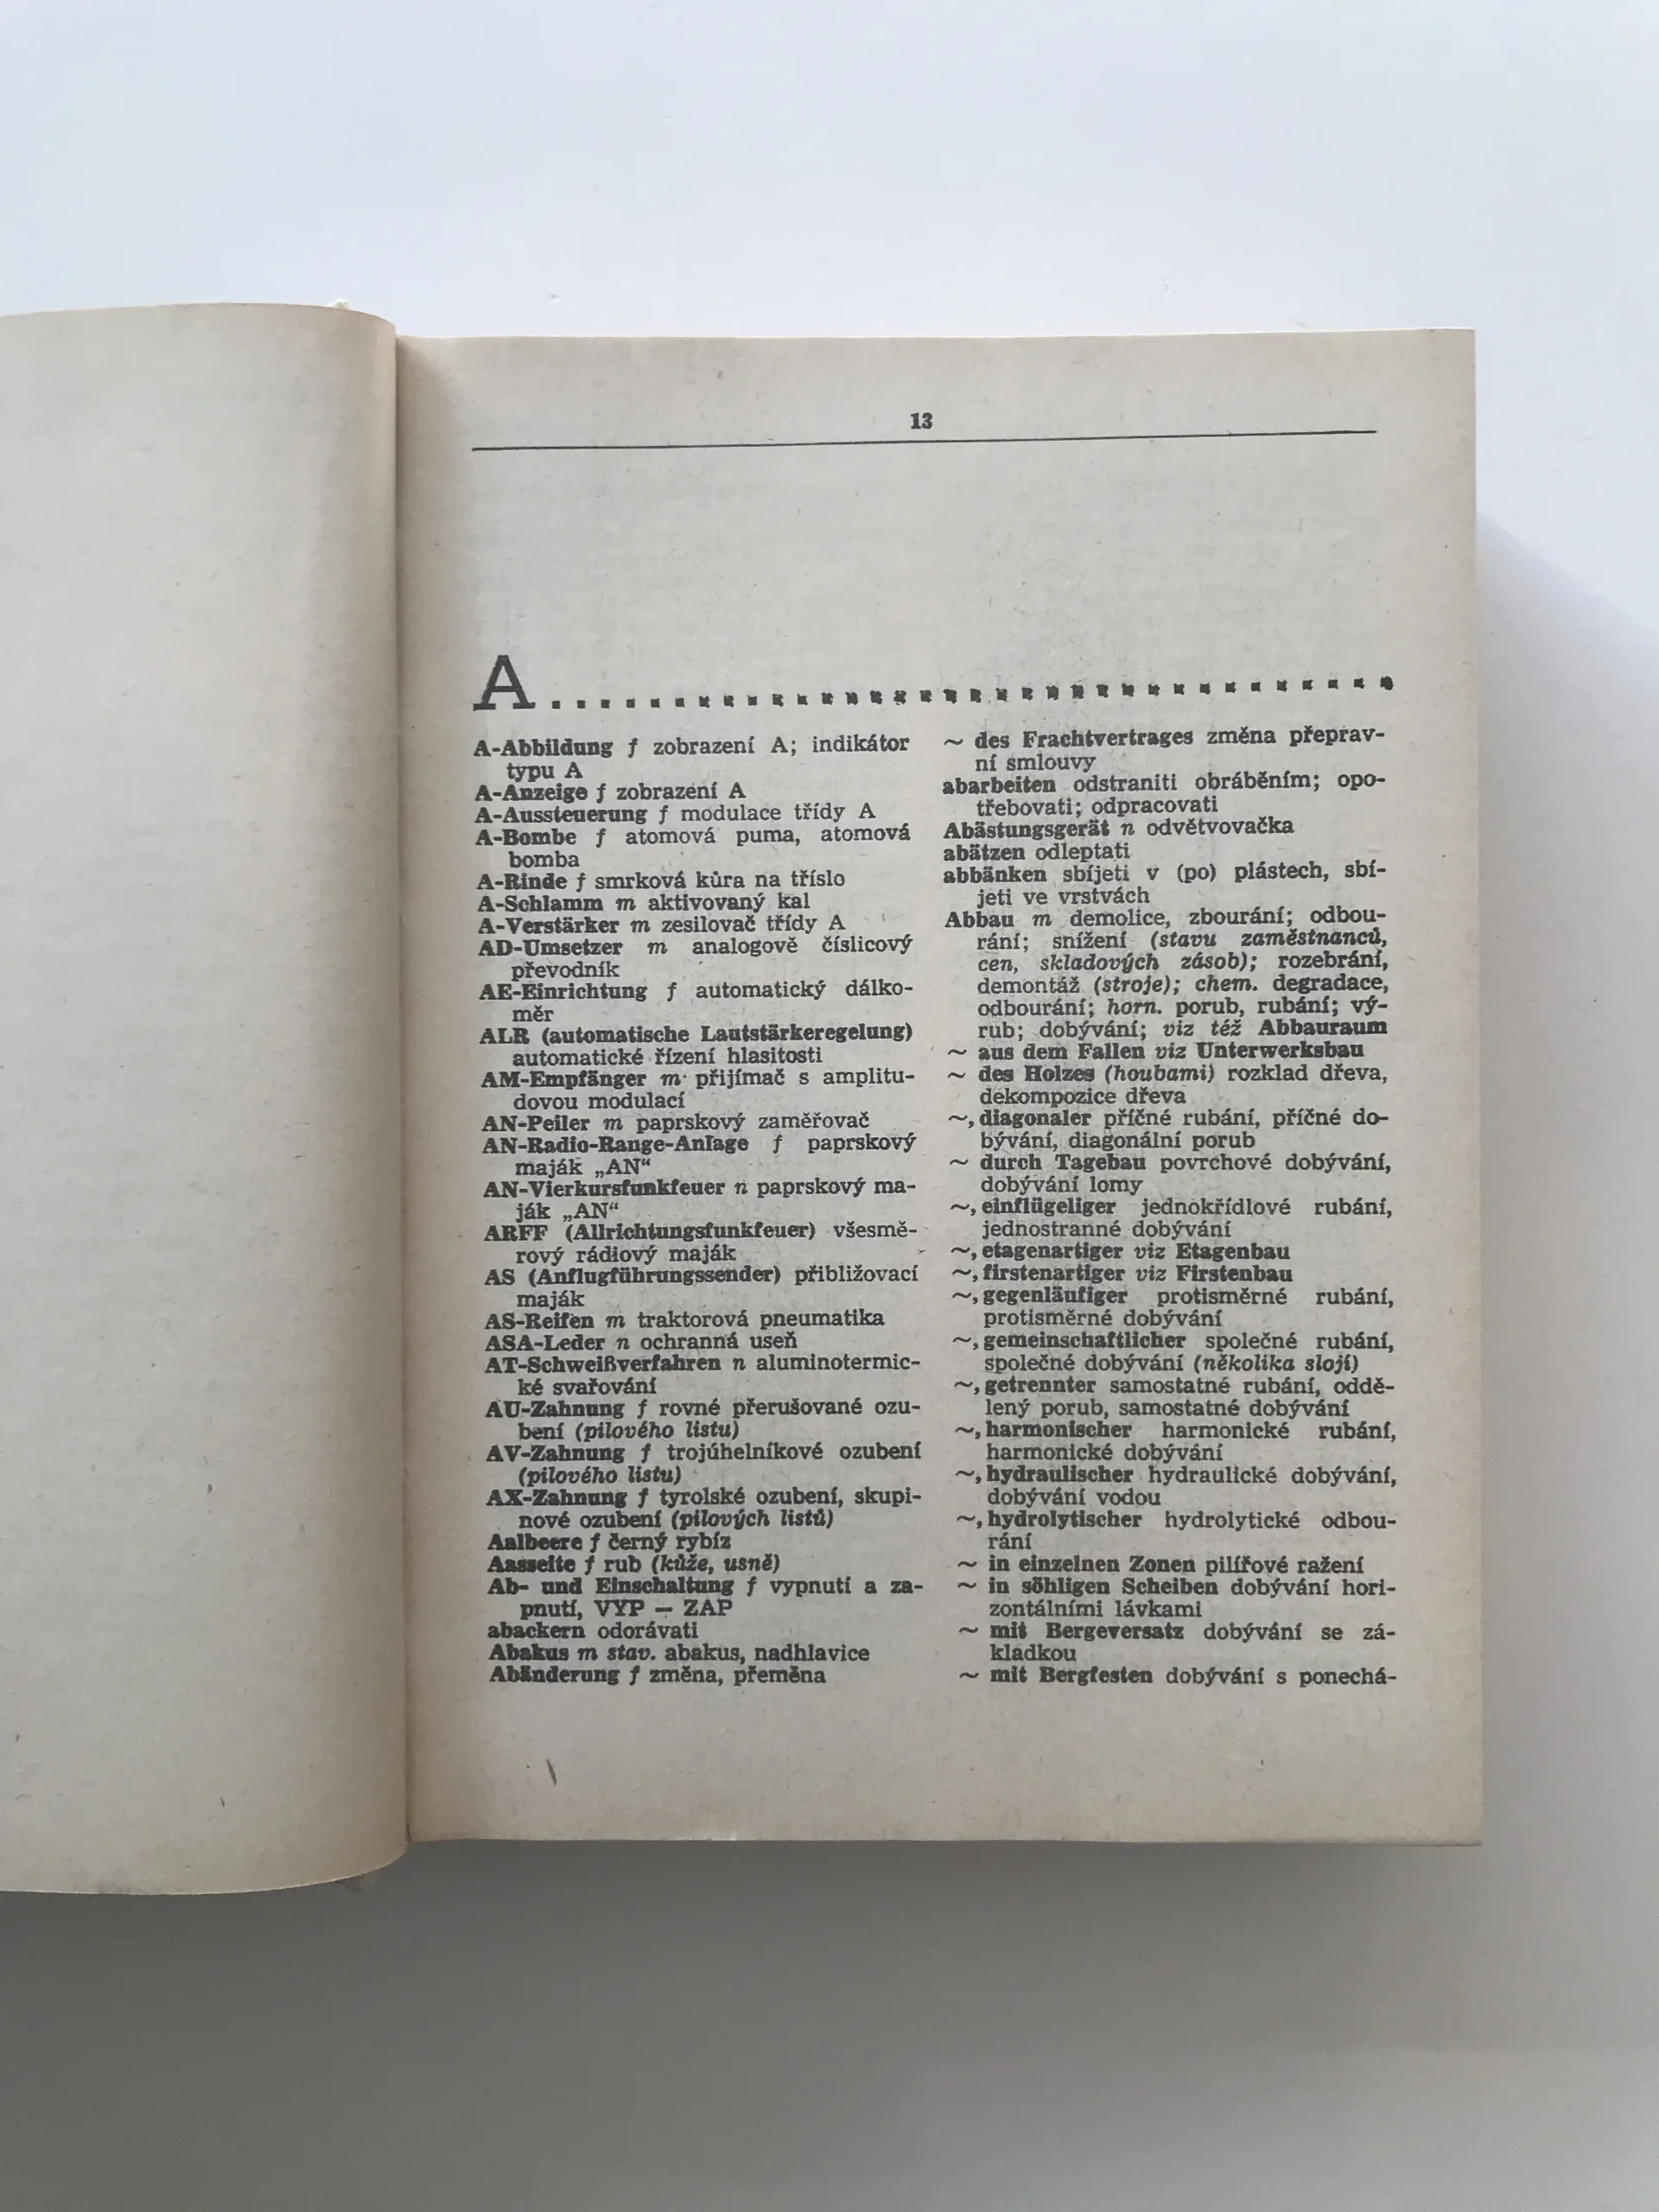 13
A
A-Abbildung f zobrazení A; indikátor
typu A
A-Anzeige f zobrazení A
A-Aussteuerung f modulace třídy A
A-Bombe f atomová puma, atomová
bomba
A-Rinde f smrková kůra na tříslo
A-Schlamm m aktivovaný kal
A-Verstärker m zesilovač třídy A
AD-Umsetzer m analogově číslicový
převodník
AE-Einrichtung f automatický dálko-
měr
ALR (automatische Lautstärkeregelung)
automatické řízení hlasitosti
AM-Empfänger m přijímač s amplitu-
dovou modulací
AN-Peiler m paprskový zaměřovač
AN-Radio-Range-Anlage f paprskový
maják „AN“
AN-Vierkursfunkfeuer n paprskový ma-
ják „AN“
ARFF (Allrichtungsfunkfeuer) všesmě-
rový rádiový maják
AS (Anflugführungssender) přibližovací
maják
AS-Reifen m traktorová pneumatika
ASA-Leder n ochranná useň
AT-Schweißverfahren n aluminotermic-
ké svařování
AU-Zahnung f rovné přerušované ozu-
bení (pilového listu)
AV-Zahnung f trojúhelníkové ozubení
(pilového listu)
AX-Zahnung f tyrolské ozubení, skupi-
nové ozubení (pilových listů)
Aalbeere f černý rybíz
Aasseite f rub (kůže, usně)
Ab- und Einschaltung f vypnutí a za-
pnutí, VYP — ZAP
abackern odorávati
Abakus m stav. abakus, nadhlavice
Abänderung f změna, přeměna
~ des Frachtvertrages změna přeprav-
ní smlouvy
abarbeiten odstraniti obráběním; opo-
třebovati; odpracovati
Abästungsgerät n odvětvovačka
abätzen odleptati
abbänken sbíjeti v (po) plástech, sbí-
jeti ve vrstvách
Abbau m demolice, zbourání; odbou-
rání; snížení (stavu zaměstnanců,
cen, skladových zásob); rozebrání,
demontáž (stroje); chem. degradace,
odbourání; horn. porub, rubání; vý-
rub; dobývání; viz též Abbauraum
~ aus dem Fallen viz Unterwerksbau
~ des Holzes (houbami) rozklad dřeva,
dekompozice dřeva
~, diagonaler příčné rubání, příčné do-
bývání, diagonální porub
~ durch Tagebau povrchové dobývání,
dobývání lomy
~, einflügeliger jednokřídlové rubání,
jednostranné dobývání
~, etagenartiger viz Etagenbau
~, firstenartiger viz Firstenbau
~, gegenläufiger protisměrné rubání,
protisměrné dobývání
~, gemeinschaftlicher společné rubání,
společné dobývání (několika slojí)
~, getrennter samostatné rubání, oddě-
lený porub, samostatné dobývání
~, harmonischer harmonické rubání,
harmonické dobývání
~, hydraulischer hydraulické dobývání,
dobývání vodou
~, hydrolytischer hydrolytické odbou-
rání
~ in einzelnen Zonen pilířové ražení
~ in söhligen Scheiben dobývání hori-
zontálními lávkami
~ mit Bergeversatz dobývání se zá-
kladkou
~ mit Bergfesten dobývání s ponechá-